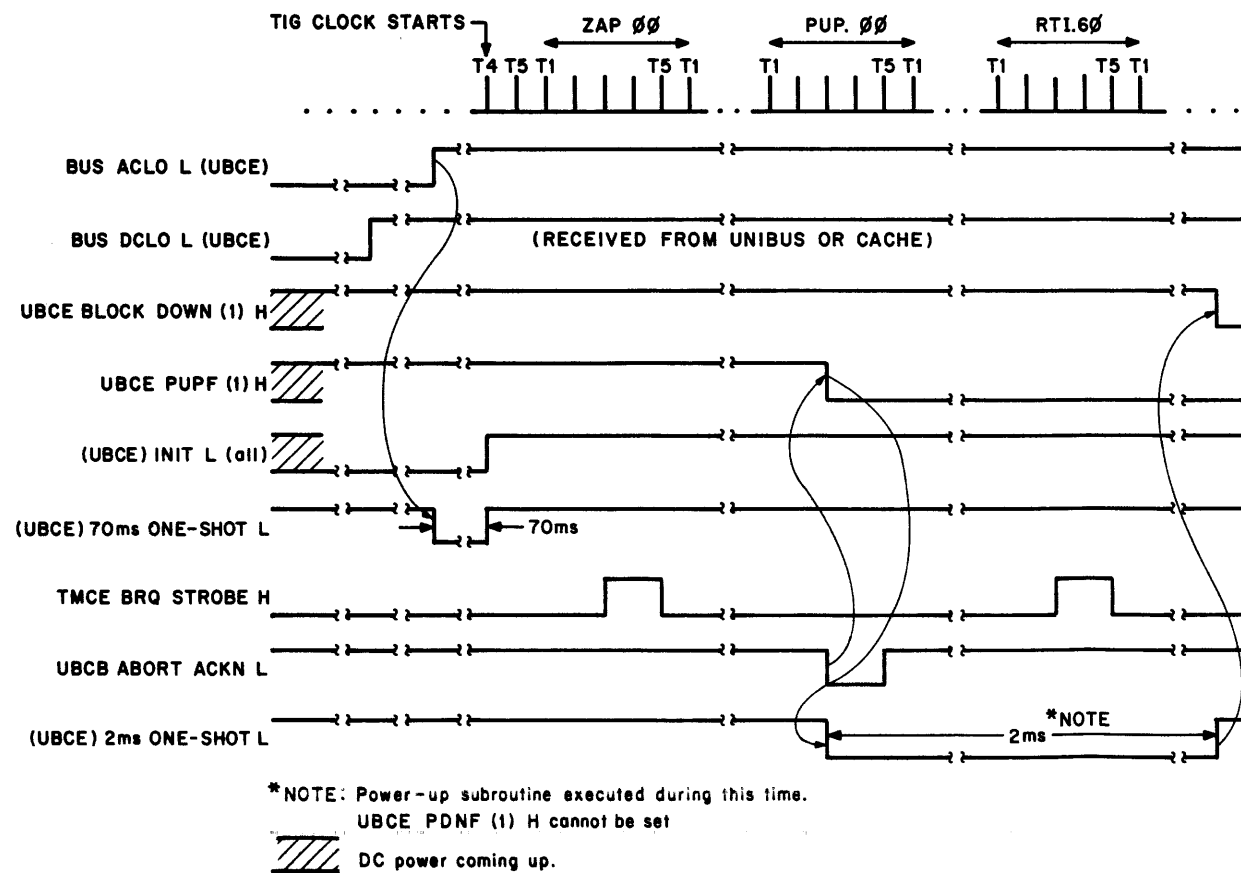 TIG CLOCK STARTS
ZAP ØØ
PUP. ØØ
RTI.6Ø
T4 T5 T1 T5 T1 T1 T5 T1 T1 T5 T1
BUS ACLO L (UBCE)
BUS DCLO L (UBCE)
(RECEIVED FROM UNIBUS OR CACHE)
UBCE BLOCK DOWN (1) H
UBCE PUPF (1) H
(UBCE) INIT L (all)
(UBCE) 70ms ONE-SHOT L
70ms
TMCE BRQ STROBE H
UBCB ABORT ACKN L
*NOTE
(UBCE) 2ms ONE-SHOT L
2ms
*NOTE: Power-up subroutine executed during this time.
UBCE PDNF (1) H cannot be set
DC power coming up.